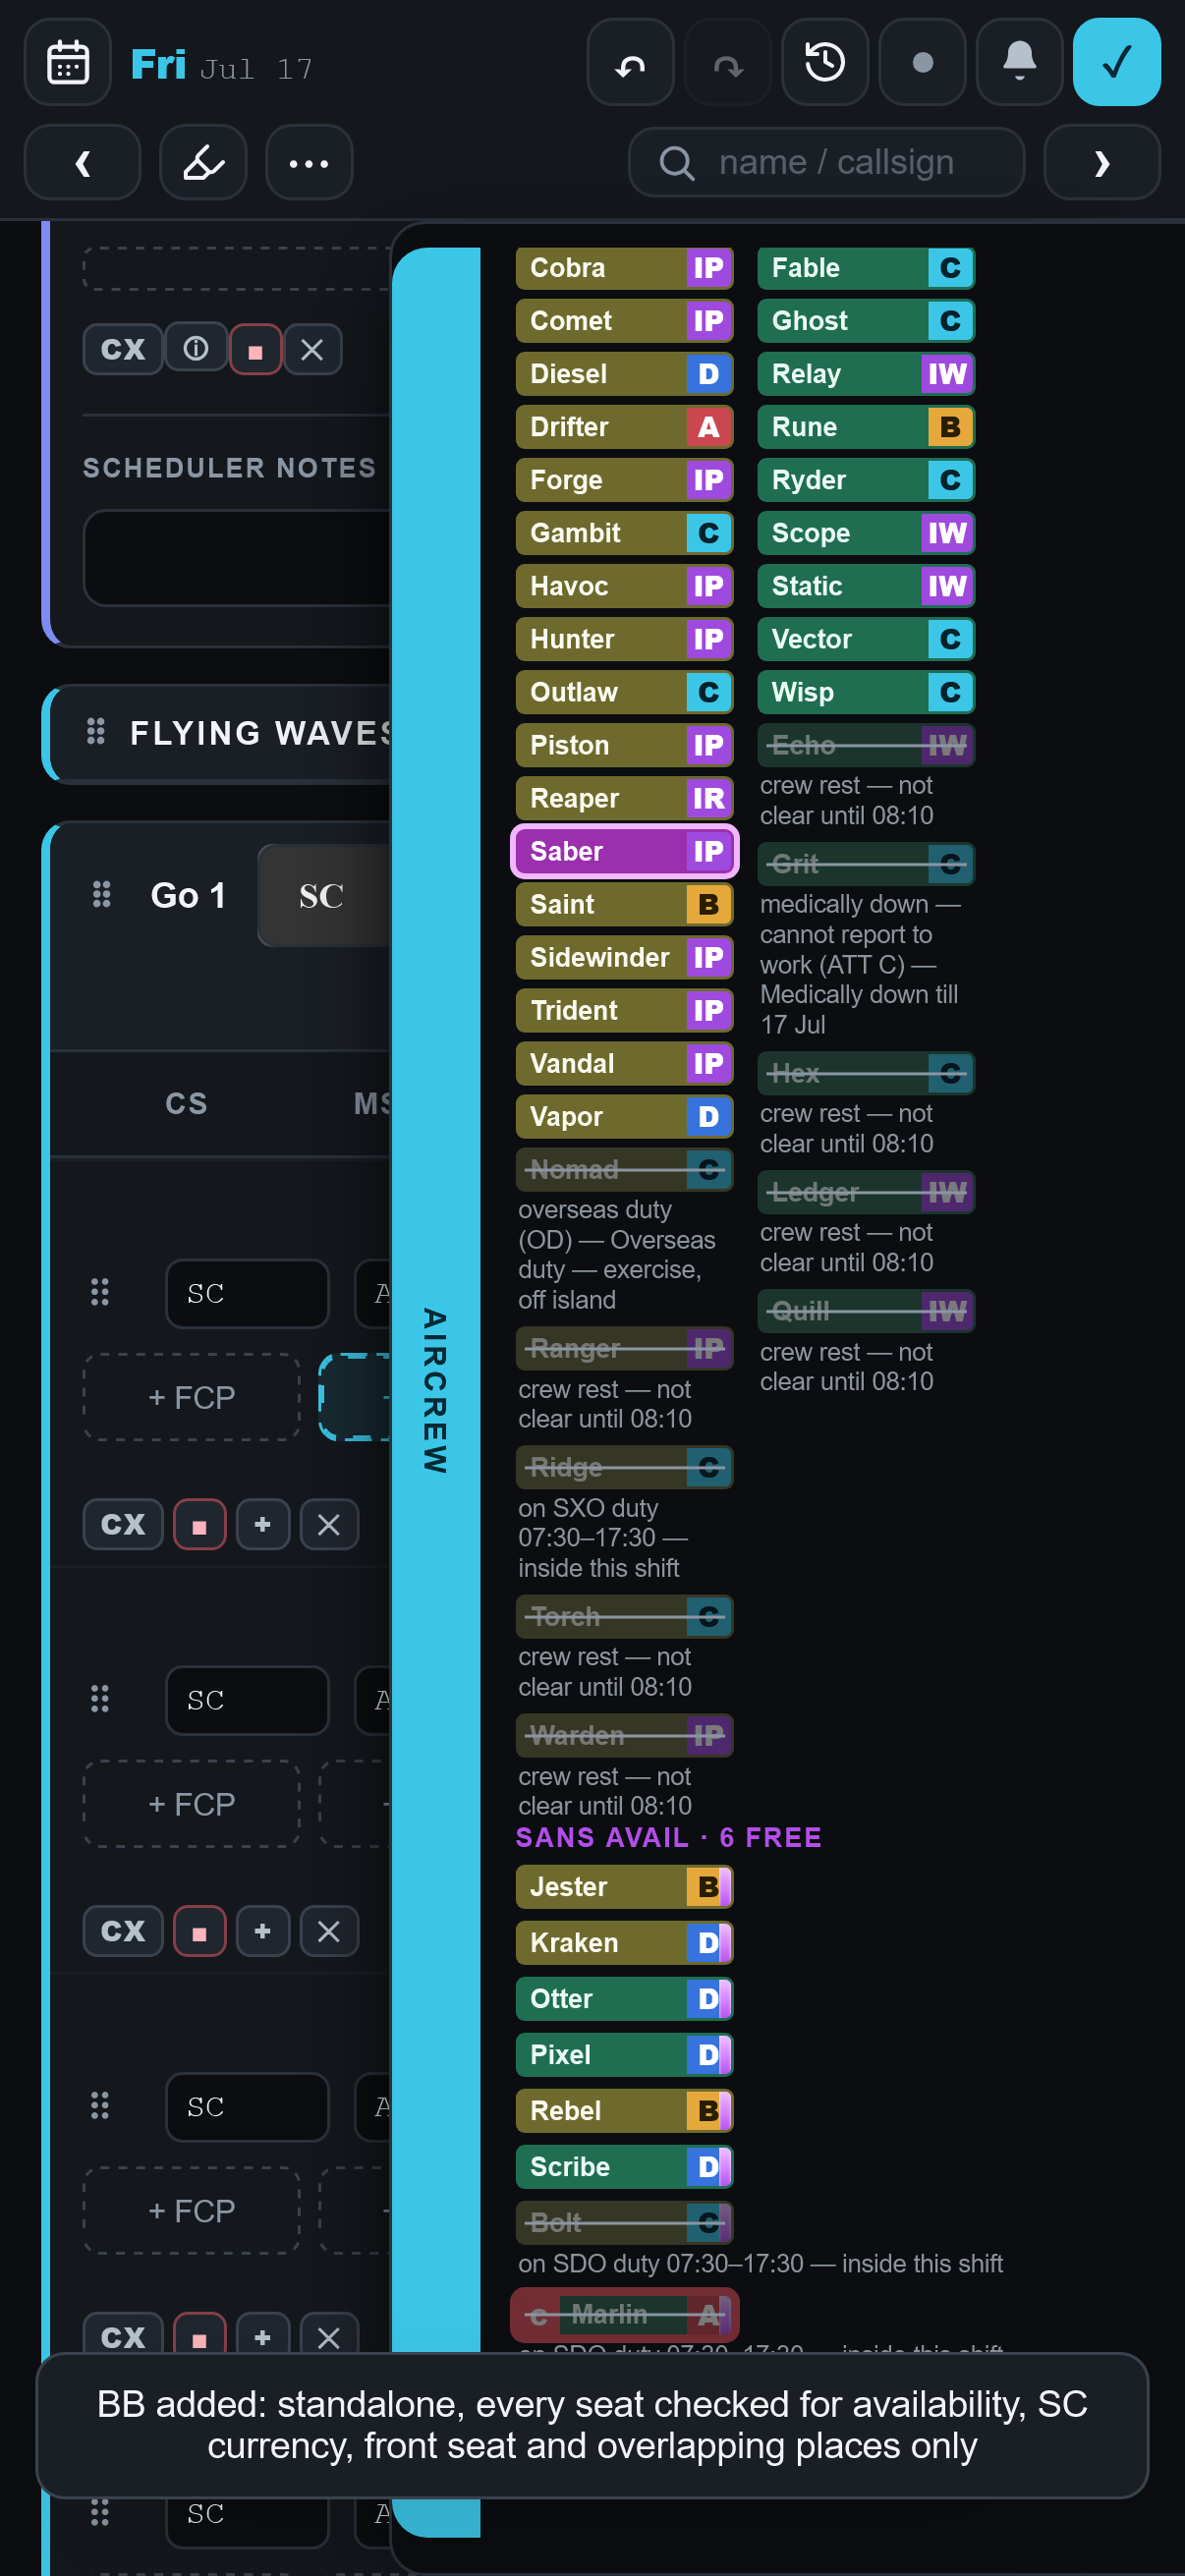 Fri Jul 17
name / callsign
CX
SCHEDULER NOTES
FLYING WAVES
Go 1 SC
CS
SC
+ FCP
CX +
SC
+ FCP
CX +
SC
+ FCP
CX +
SC
AIRCREW
Cobra IP
Comet IP
Diesel D
Drifter A
Forge IP
Gambit C
Havoc IP
Hunter IP
Outlaw C
Piston IP
Reaper IR
Saber IP
Saint B
Sidewinder IP
Trident IP
Vandal IP
Vapor D
Nomad C
overseas duty
(OD) — Overseas
duty — exercise,
off island
Ranger IP
crew rest — not
clear until 08:10
Ridge C
on SXO duty
07:30–17:30 —
inside this shift
Torch C
crew rest — not
clear until 08:10
Warden IP
crew rest — not
clear until 08:10
Fable C
Ghost C
Relay IW
Rune B
Ryder C
Scope IW
Static IW
Vector C
Wisp C
Echo IW
crew rest — not
clear until 08:10
Grit C
medically down —
cannot report to
work (ATT C) —
Medically down till
17 Jul
Hex C
crew rest — not
clear until 08:10
Ledger IW
crew rest — not
clear until 08:10
Quill IW
crew rest — not
clear until 08:10
SANS AVAIL · 6 FREE
Jester B
Kraken D
Otter D
Pixel D
Rebel B
Scribe D
Bolt C
on SDO duty 07:30–17:30 — inside this shift
c Marlin A
on SDO duty 07:30–17:30 — inside this shift
BB added: standalone, every seat checked for availability, SC
currency, front seat and overlapping places only